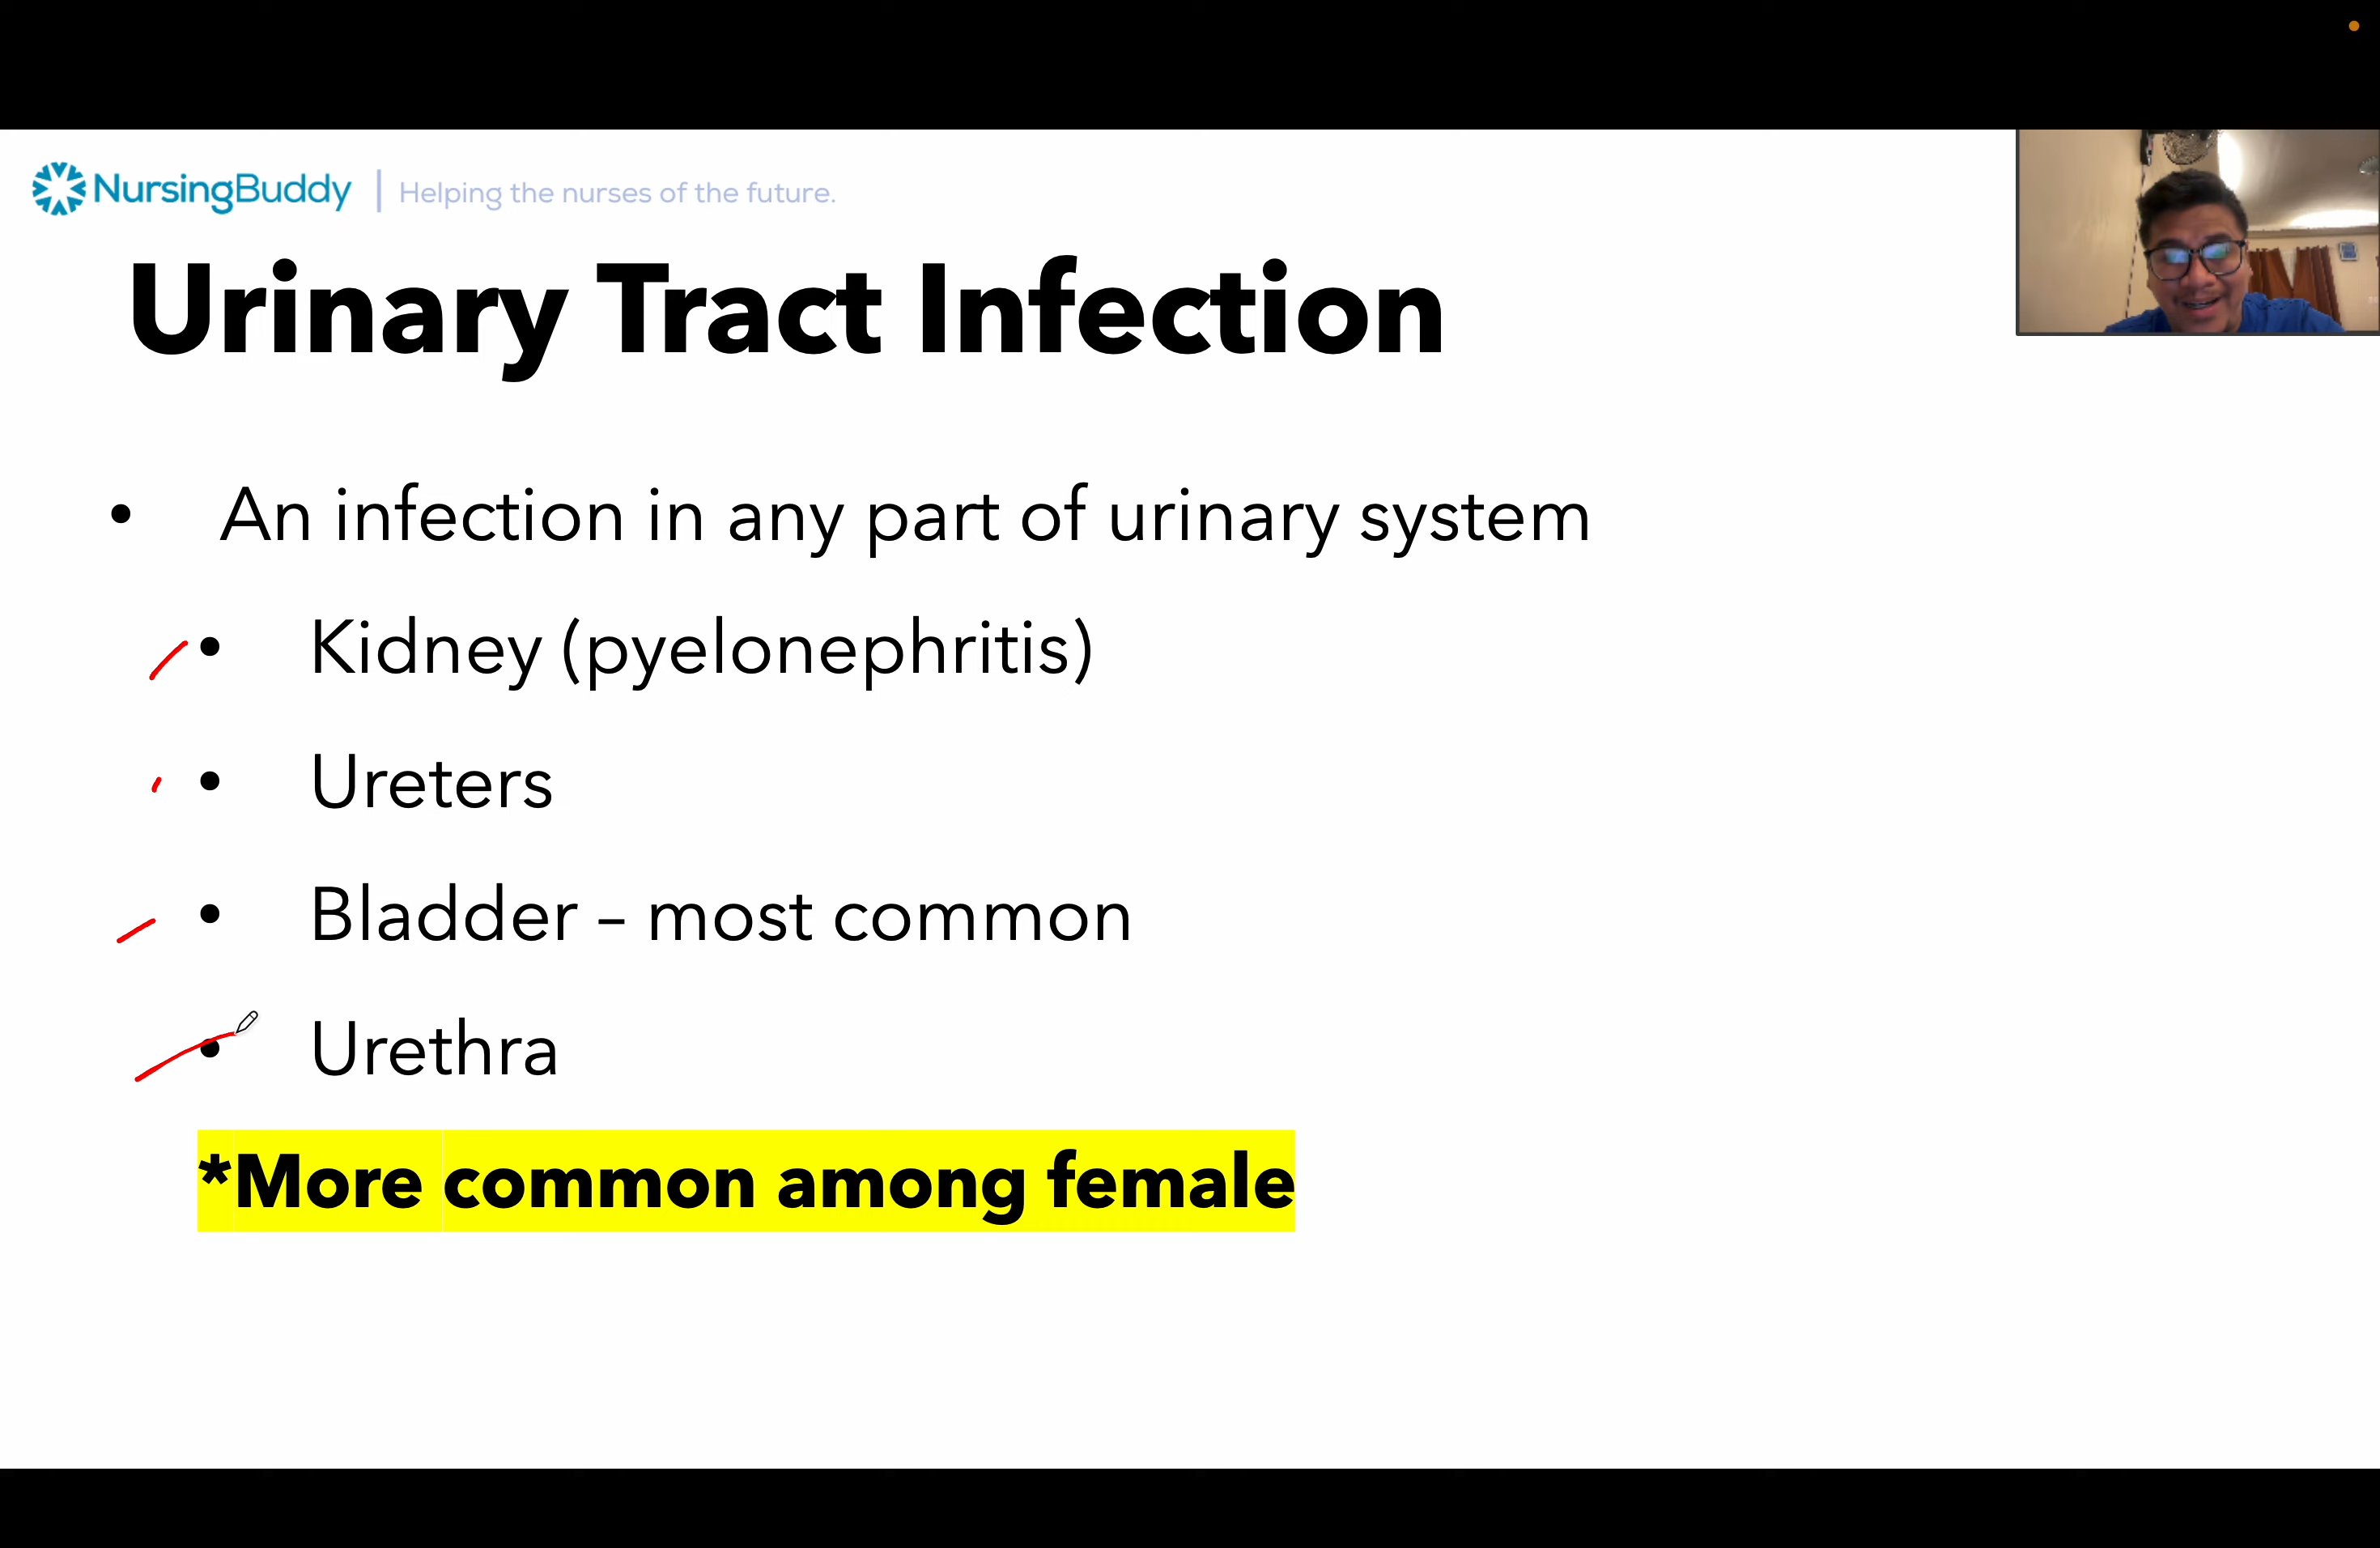 NursingBuddy | Helping the nurses of the future.
Urinary Tract Infection
• An infection in any part of urinary system
• Kidney (pyelonephritis)
• Ureters
• Bladder – most common
• Urethra
*More common among female